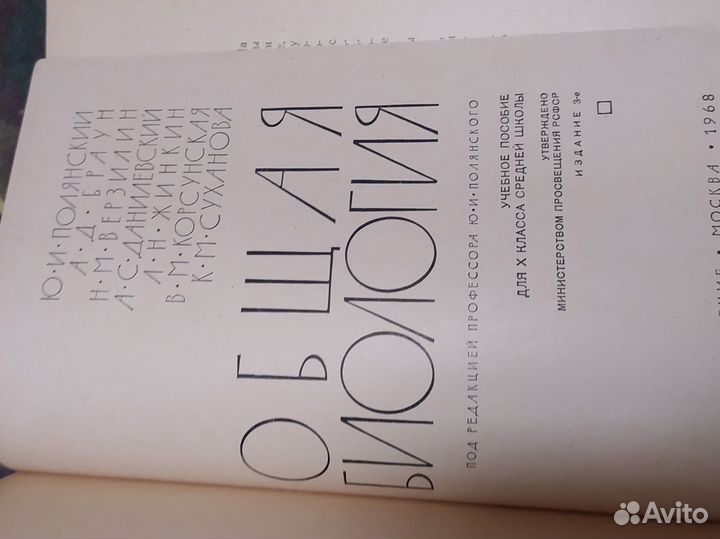 Ю·И·ПОЛЯНСКИЙ
А·Д·БРАУН
Н·М·ВЕРЗИЛИН
А·С·ДАНИЛЕВСКИЙ
Л·Н·ЖИНКИН
В·М·КОРСУНСКАЯ
К·М·СУХАНОВА
ОБЩАЯ
БИОЛОГИЯ
ПОД РЕДАКЦИЕЙ ПРОФЕССОРА Ю·И·ПОЛЯНСКОГО
УЧЕБНОЕ ПОСОБИЕ
ДЛЯ X КЛАССА СРЕДНЕЙ ШКОЛЫ
УТВЕРЖДЕНО
МИНИСТЕРСТВОМ ПРОСВЕЩЕНИЯ РСФСР
ИЗДАНИЕ 3-е
МОСКВА · 1968
Avito